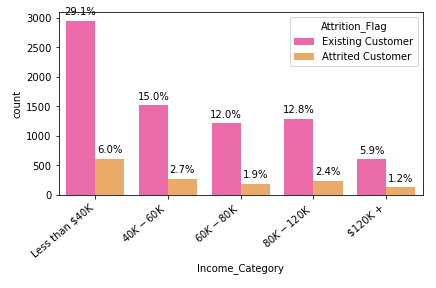 29.1%
3000
2500
2000
1500
1000
500
0
count
Attrition_Flag
Existing Customer
Attrited Customer
15.0%
12.0%
12.8%
6.0%
2.7%
1.9%
2.4%
5.9%
1.2%
Less than $40K
40K − 60K
60K − 80K
80K − 120K
$120K +
Income_Category